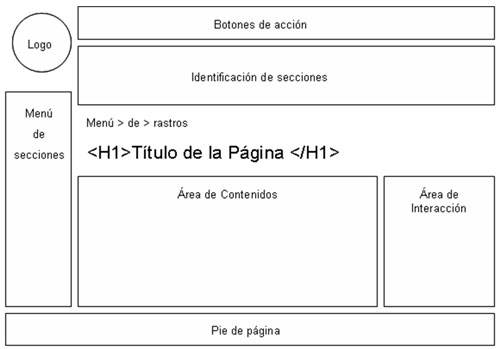 Logo
Botones de acción
Identificación de secciones
Menú
de
secciones
Menú > de > rastros
<H1>Título de la Página </H1>
Área de Contenidos
Área de
Interacción
Pie de página